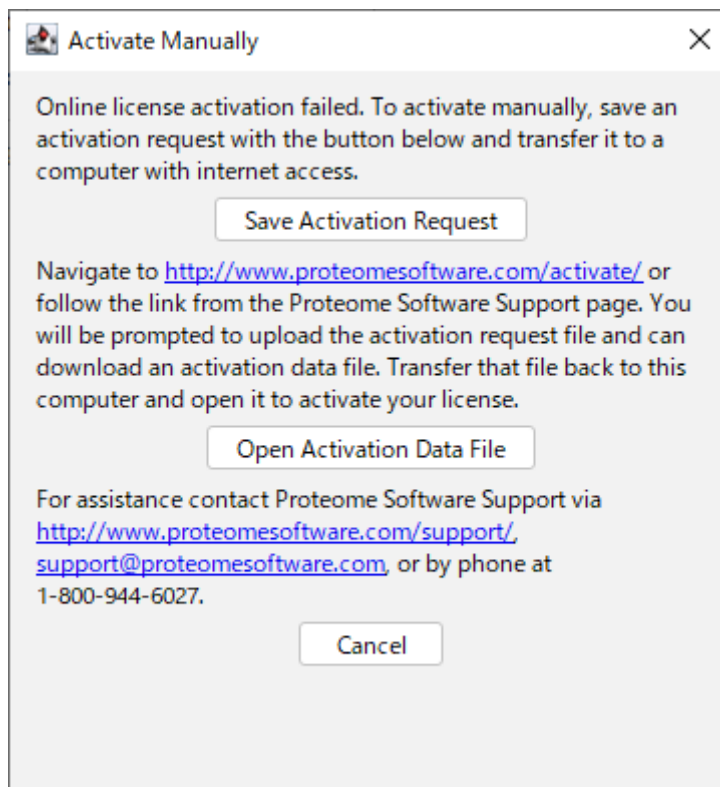 Activate Manually
Online license activation failed. To activate manually, save an
activation request with the button below and transfer it to a
computer with internet access.
Save Activation Request
Navigate to http://www.proteomesoftware.com/activate/ or
follow the link from the Proteome Software Support page. You
will be prompted to upload the activation request file and can
download an activation data file. Transfer that file back to this
computer and open it to activate your license.
Open Activation Data File
For assistance contact Proteome Software Support via
http://www.proteomesoftware.com/support/,
support@proteomesoftware.com, or by phone at
1-800-944-6027.
Cancel